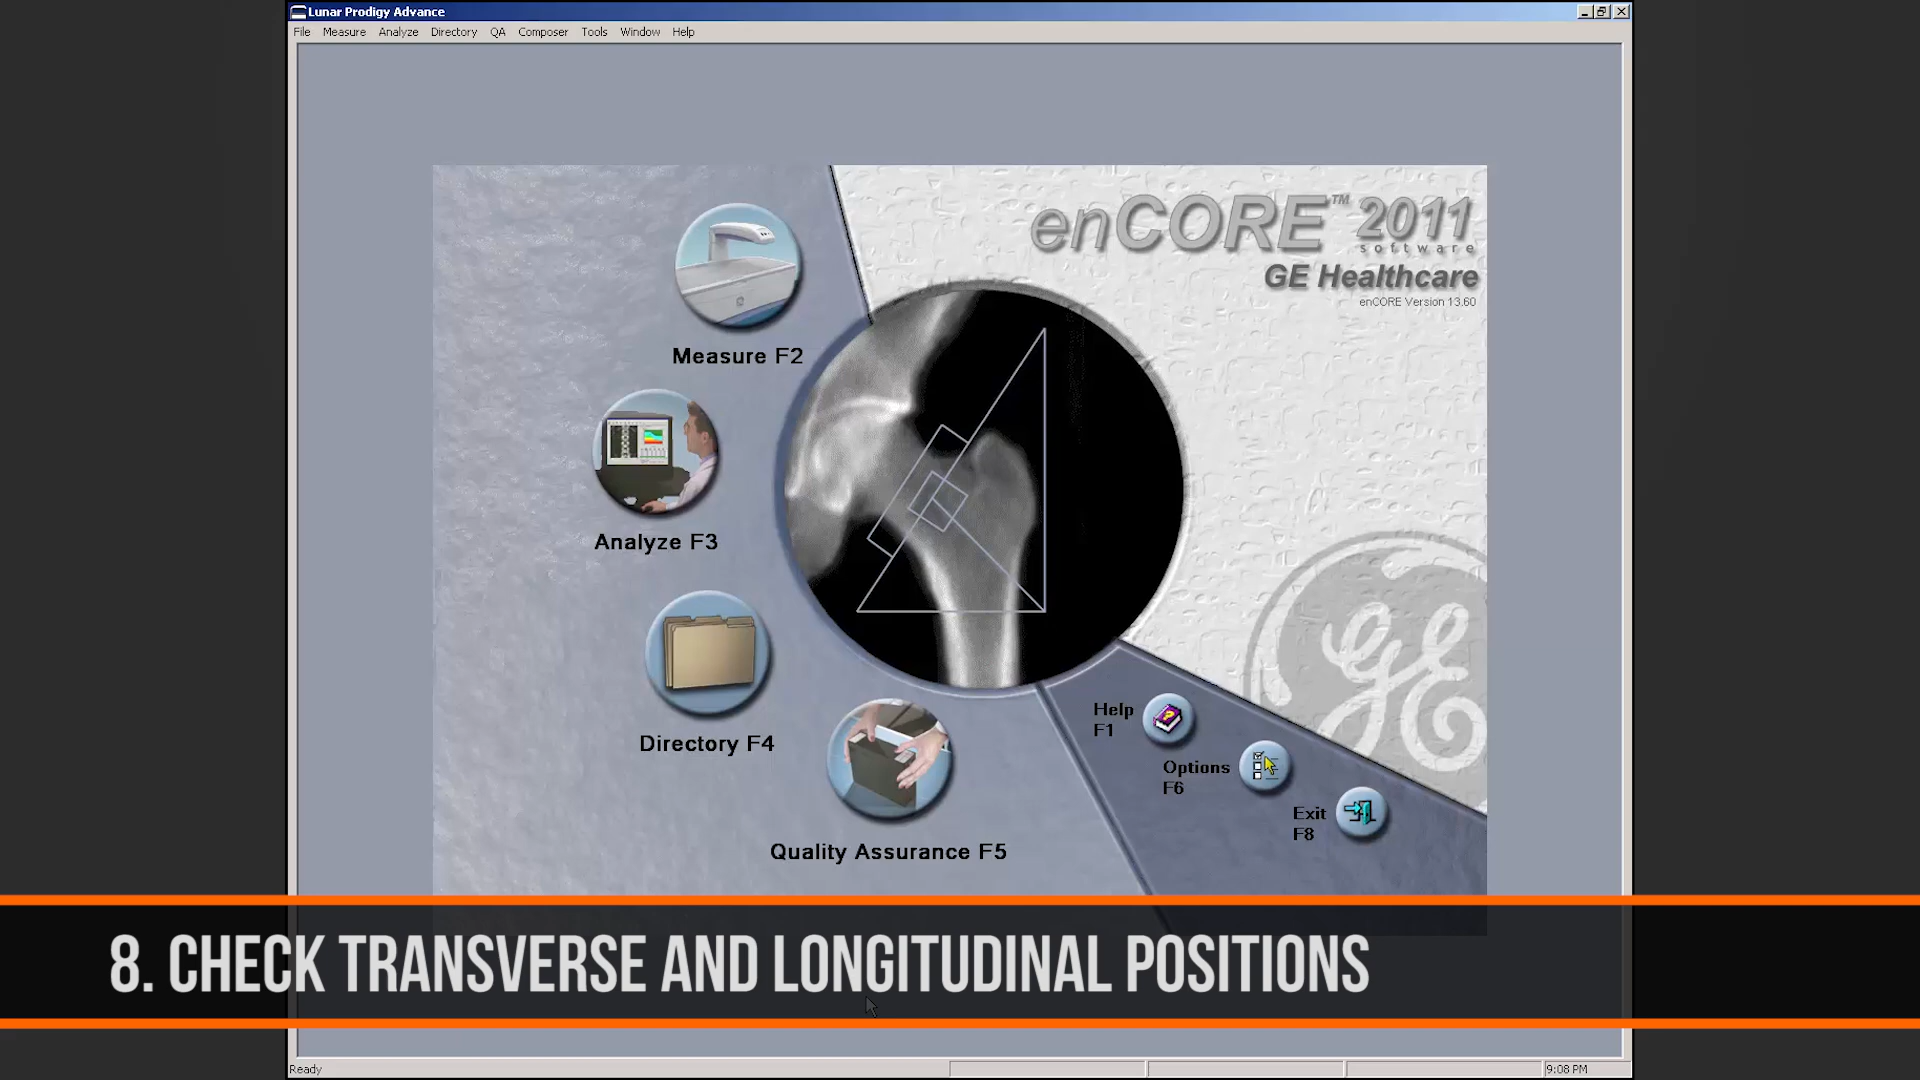 Lunar Prodigy Advance
File Measure Analyze Directory QA Composer Tools Window Help
enCORE™ 2011
software
GE Healthcare
enCORE Version 13.60
Measure F2
Analyze F3
Directory F4
Quality Assurance F5
Help
F1
Options
F6
Exit
F8
GE
8. CHECK TRANSVERSE AND LONGITUDINAL POSITIONS
Ready
9:08 PM